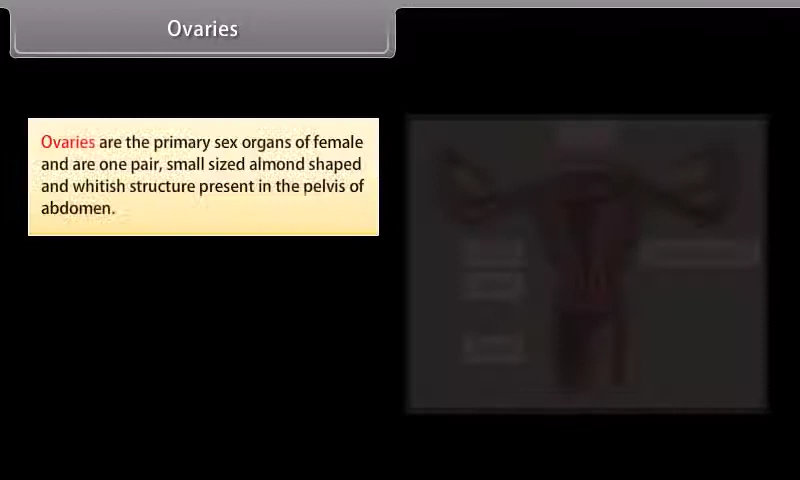 Ovaries
Ovaries are the primary sex organs of female
and are one pair, small sized almond shaped
and whitish structure present in the pelvis of
abdomen.